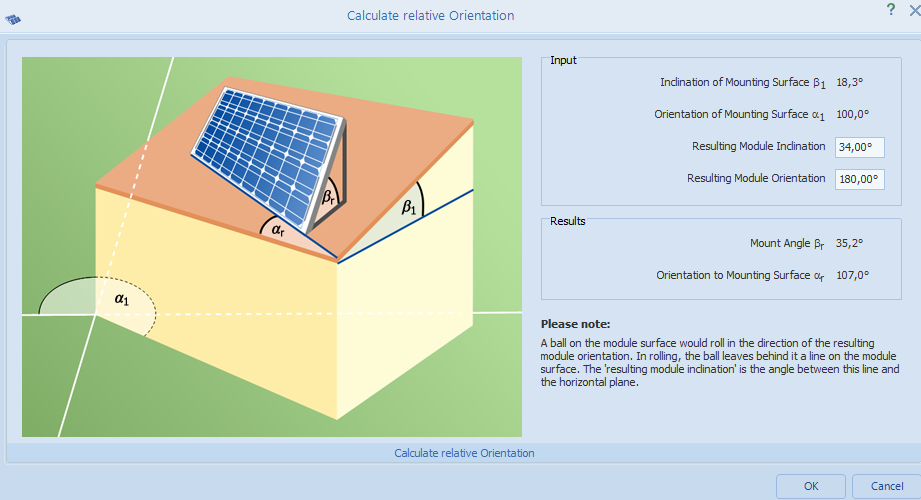 Calculate relative Orientation
?
Input
Inclination of Mounting Surface β1 18,3°
Orientation of Mounting Surface α1 100,0°
Resulting Module Inclination 34,00°
Resulting Module Orientation 180,00°
Results
Mount Angle βr 35,2°
Orientation to Mounting Surface αr 107,0°
βr
β1
αr
α1
Please note:
A ball on the module surface would roll in the direction of the resulting
module orientation. In rolling, the ball leaves behind it a line on the module
surface. The 'resulting module inclination' is the angle between this line and
the horizontal plane.
Calculate relative Orientation
OK Cancel